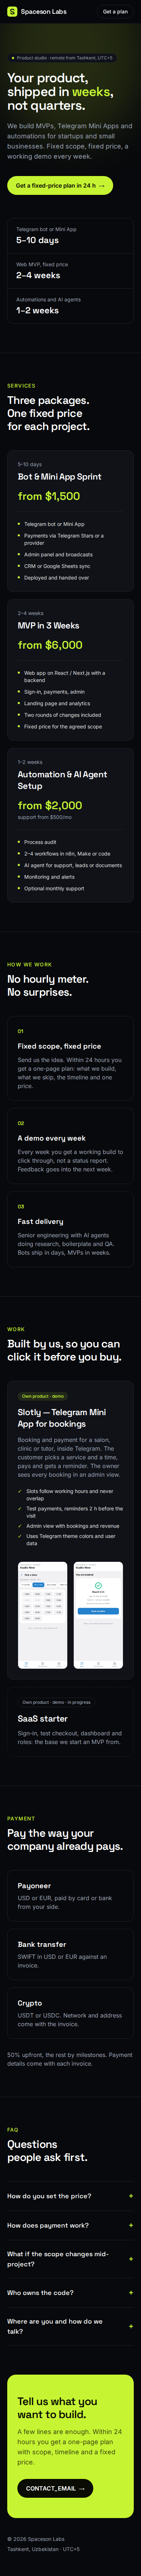 S Spaceson Labs
Get a plan
Product studio · remote from Tashkent, UTC+5
Your product,
shipped in weeks,
not quarters.
We build MVPs, Telegram Mini Apps and
automations for startups and small
businesses. Fixed scope, fixed price, a
working demo every week.
Get a fixed-price plan in 24 h →
Telegram bot or Mini App
5–10 days
Web MVP, fixed price
2–4 weeks
Automations and AI agents
1–2 weeks
SERVICES
Three packages.
One fixed price
for each project.
5–10 days
Bot & Mini App Sprint
from $1,500
Telegram bot or Mini App
Payments via Telegram Stars or a
provider
Admin panel and broadcasts
CRM or Google Sheets sync
Deployed and handed over
2–4 weeks
MVP in 3 Weeks
from $6,000
Web app on React / Next.js with a
backend
Sign-in, payments, admin
Landing page and analytics
Two rounds of changes included
Fixed price for the agreed scope
1–2 weeks
Automation & AI Agent
Setup
from $2,000
support from $500/mo
Process audit
2–4 workflows in n8n, Make or code
AI agent for support, leads or documents
Monitoring and alerts
Optional monthly support
HOW WE WORK
No hourly meter.
No surprises.
01
Fixed scope, fixed price
Send us the idea. Within 24 hours you
get a one-page plan: what we build,
what we skip, the timeline and one
price.
02
A demo every week
Every week you get a working build to
click through, not a status report.
Feedback goes into the next week.
03
Fast delivery
Senior engineering with AI agents
doing research, boilerplate and QA.
Bots ship in days, MVPs in weeks.
WORK
Built by us, so you can
click it before you buy.
Own product · demo
Slotly — Telegram Mini
App for bookings
Booking and payment for a salon,
clinic or tutor, inside Telegram. The
customer picks a service and a time,
pays and gets a reminder. The owner
sees every booking in an admin view.
✓ Slots follow working hours and never
overlap
✓ Test payments, reminders 2 h before the
visit
✓ Admin view with bookings and revenue
✓ Uses Telegram theme colors and user
data
Own product · demo · in progress
SaaS starter
Sign-in, test checkout, dashboard and
roles: the base we start an MVP from.
PAYMENT
Pay the way your
company already pays.
Payoneer
USD or EUR, paid by card or bank
from your side.
Bank transfer
SWIFT in USD or EUR against an
invoice.
Crypto
USDT or USDC. Network and address
come with the invoice.
50% upfront, the rest by milestones. Payment
details come with each invoice.
FAQ
Questions
people ask first.
How do you set the price? +
How does payment work? +
What if the scope changes mid-
project? +
Who owns the code? +
Where are you and how do we
talk? +
Tell us what you
want to build.
A few lines are enough. Within 24
hours you get a one-page plan
with scope, timeline and a fixed
price.
CONTACT_EMAIL →
© 2026 Spaceson Labs
Tashkent, Uzbekistan · UTC+5